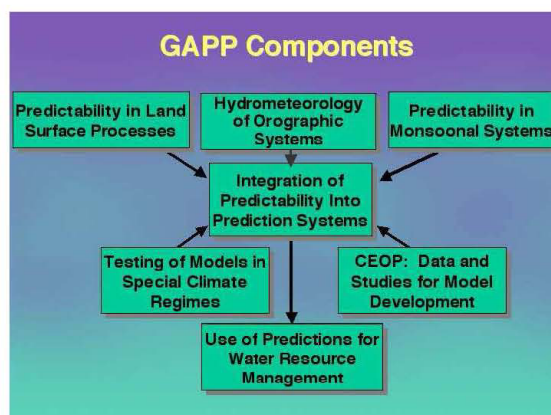 GAPP Components
Predictability in Land
Surface Processes
Hydrometeorology
of Orographic
Systems
Predictability in
Monsoonal Systems
Integration of
Predictability Into
Prediction Systems
Testing of Models in
Special Climate
Regimes
CEOP: Data and
Studies for Model
Development
Use of Predictions for
Water Resource
Management